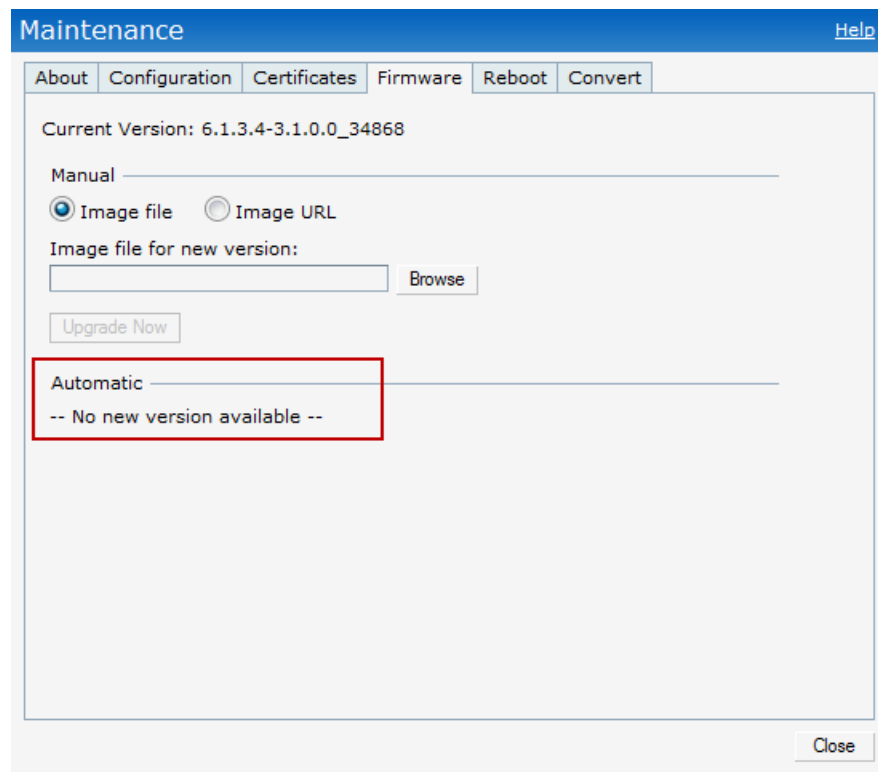 Maintenance Help
About Configuration Certificates Firmware Reboot Convert
Current Version: 6.1.3.4-3.1.0.0_34868
Manual
Image file Image URL
Image file for new version:
Browse
Upgrade Now
Automatic
-- No new version available --
Close